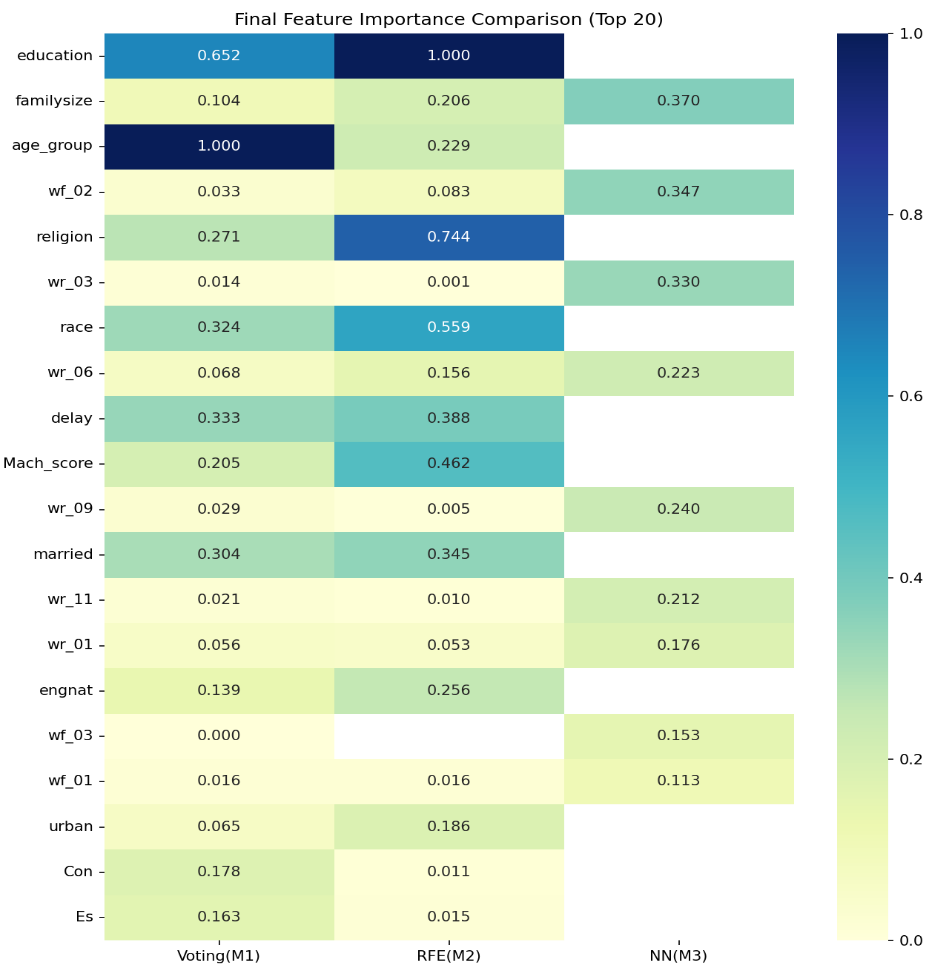 Final Feature Importance Comparison (Top 20)
education 0.652 1.000
familysize 0.104 0.206 0.370
age_group 1.000 0.229
wf_02 0.033 0.083 0.347
religion 0.271 0.744
wr_03 0.014 0.001 0.330
race 0.324 0.559
wr_06 0.068 0.156 0.223
delay 0.333 0.388
Mach_score 0.205 0.462
wr_09 0.029 0.005 0.240
married 0.304 0.345
wr_11 0.021 0.010 0.212
wr_01 0.056 0.053 0.176
engnat 0.139 0.256
wf_03 0.000 0.153
wf_01 0.016 0.016 0.113
urban 0.065 0.186
Con 0.178 0.011
Es 0.163 0.015
Voting(M1) RFE(M2) NN(M3)
1.0
0.8
0.6
0.4
0.2
0.0